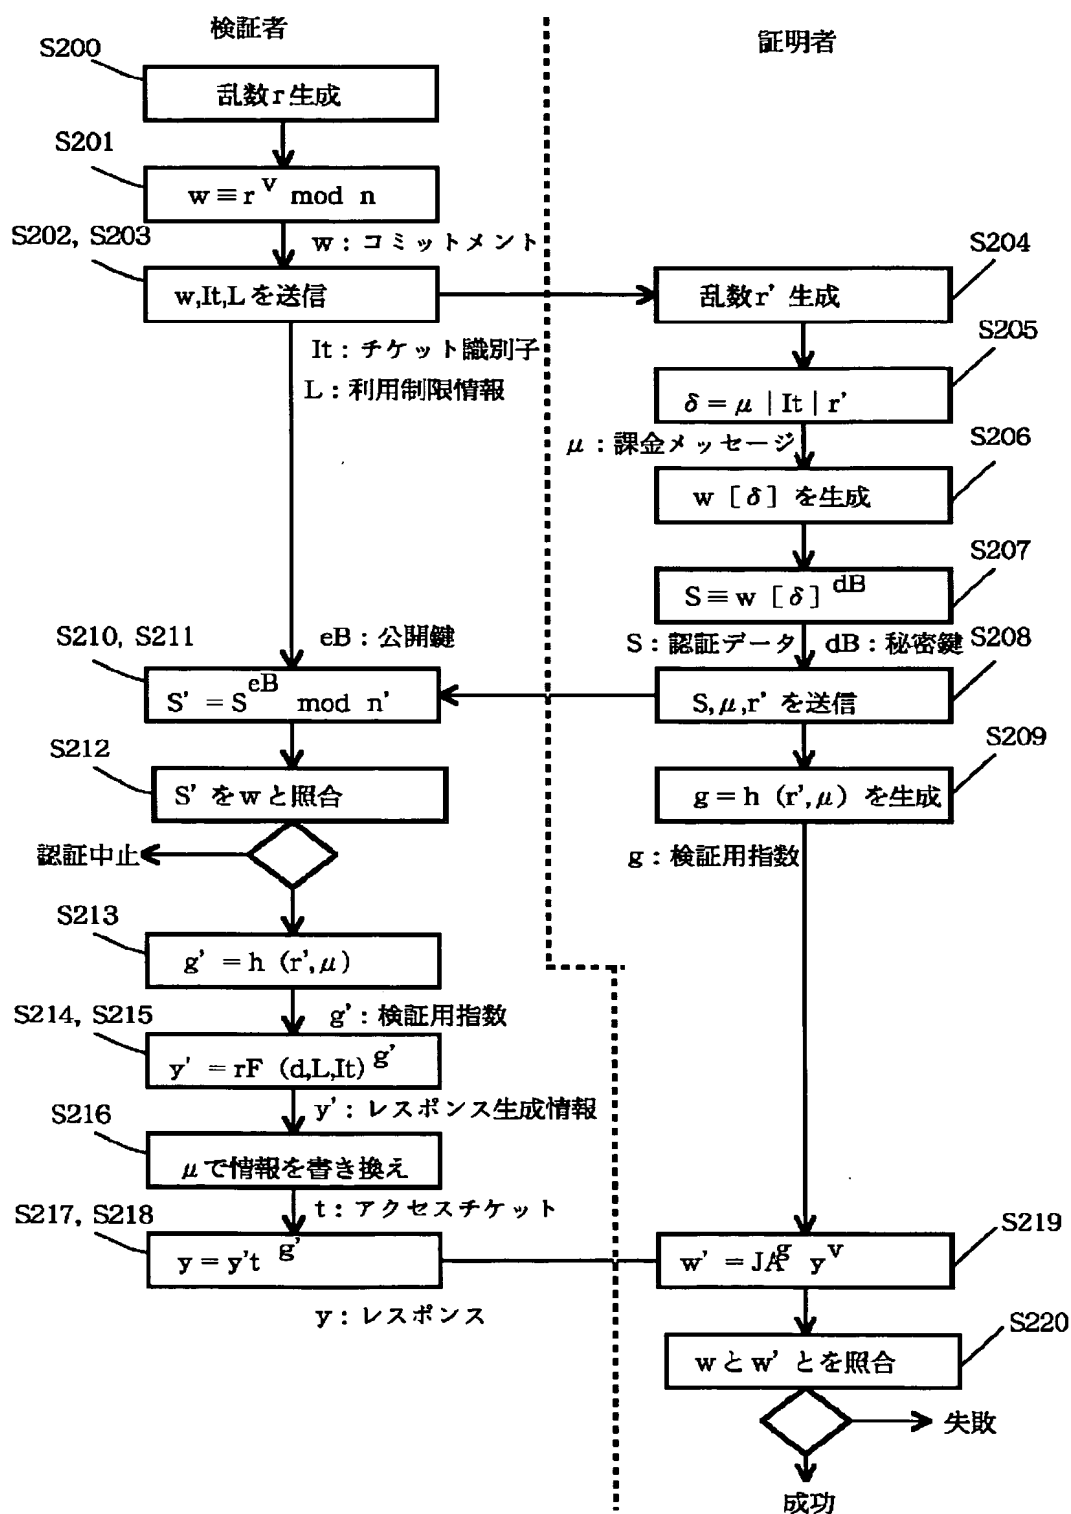 検証者
証明者
S200
乱数r生成
S201
w≡r^v mod n
S202, S203
w：コミットメント
w,It,Lを送信
S204
乱数r' 生成
It：チケット識別子
L：利用制限情報
S205
δ＝μ｜It｜r'
μ：課金メッセージ
S206
w［δ］を生成
S207
S≡w［δ］^dB
S：認証データ dB：秘密鍵
S208
S,μ,r' を送信
S210, S211
eB：公開鍵
S'＝S^eB mod n'
S209
g＝h (r',μ) を生成
g：検証用指数
S212
S' をwと照合
認証中止
S213
g'＝h (r',μ)
g'：検証用指数
S214, S215
y'＝rF (d,L,It)^g'
y'：レスポンス生成情報
S216
μで情報を書き換え
t：アクセスチケット
S217, S218
y＝y't^g'
y：レスポンス
S219
w'＝JA^g y^v
S220
wとw' とを照合
失敗
成功